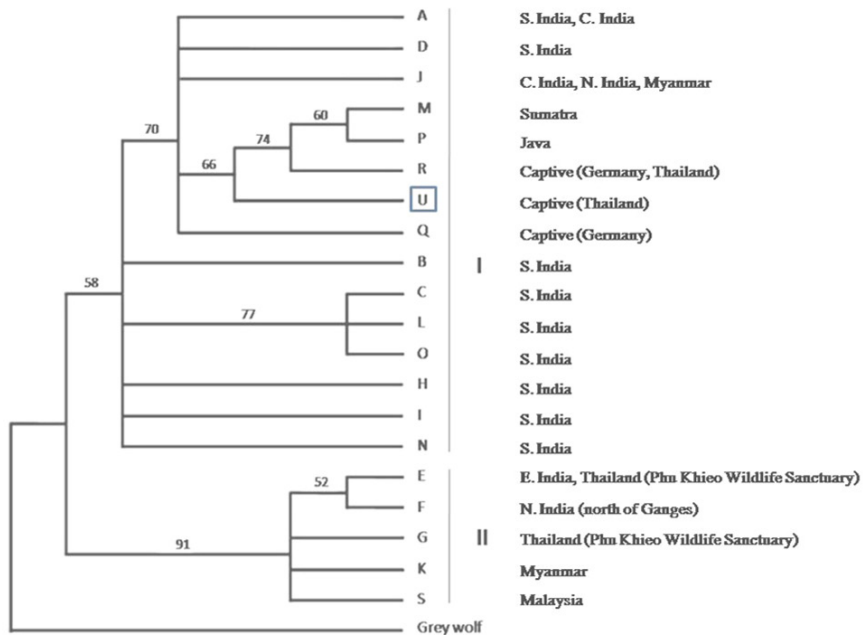 A S. India, C. India
D S. India
J C. India, N. India, Myanmar
60 M Sumatra
70 74 P Java
66 R Captive (Germany, Thailand)
U Captive (Thailand)
Q Captive (Germany)
B I S. India
58 C S. India
77 L S. India
O S. India
H S. India
I S. India
N S. India
E E. India, Thailand (Phu Khieo Wildlife Sanctuary)
52 F N. India (north of Ganges)
91 G II Thailand (Phu Khieo Wildlife Sanctuary)
K Myanmar
S Malaysia
Grey wolf